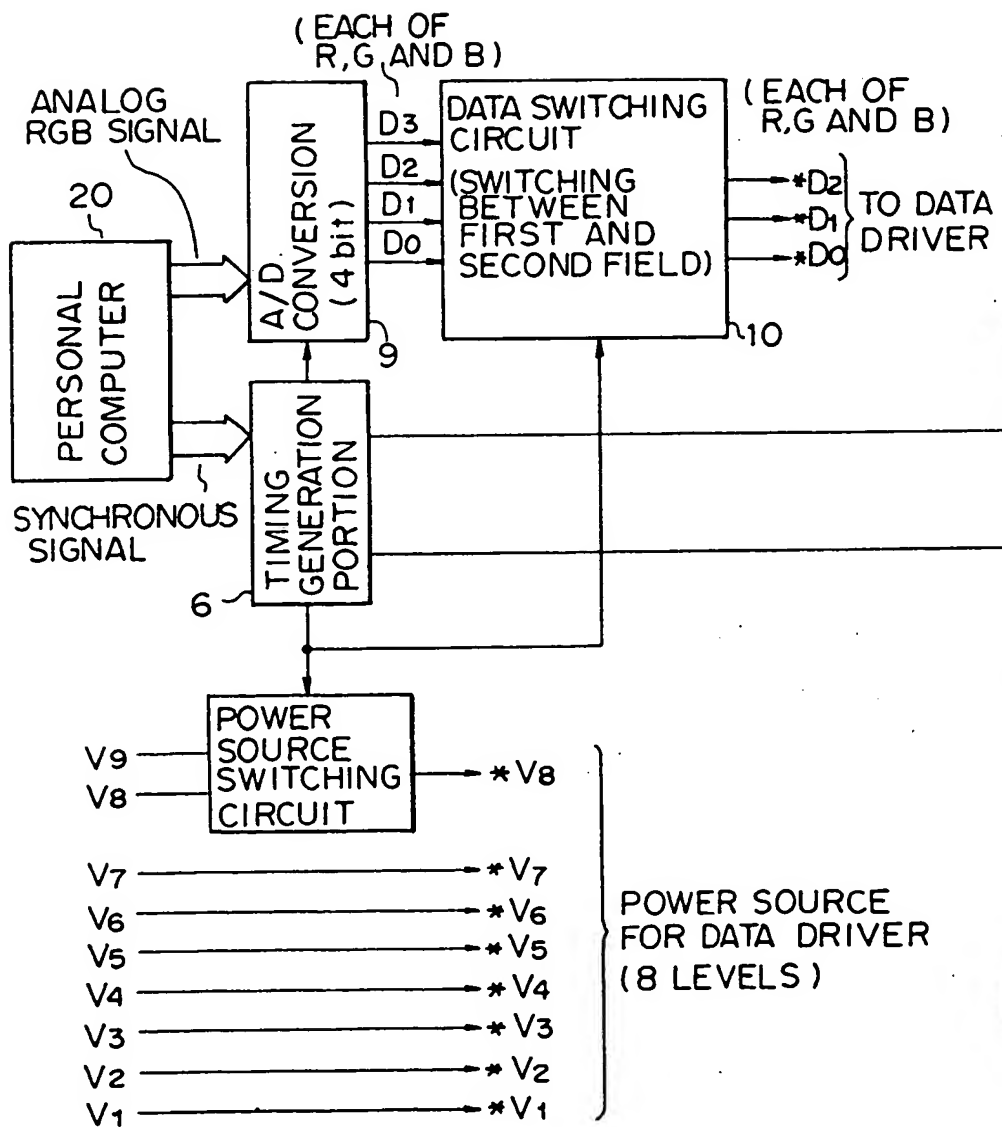 (EACH OF
R,G AND B)
ANALOG
RGB SIGNAL
20
PERSONAL
COMPUTER
SYNCHRONOUS
SIGNAL
A/D
CONVERSION
(4 bit)
9
D3
D2
D1
D0
DATA SWITCHING
CIRCUIT
(SWITCHING
BETWEEN
FIRST AND
SECOND FIELD)
10
(EACH OF
R,G AND B)
*D2
*D1
*D0
TO DATA
DRIVER
TIMING
GENERATION
PORTION
6
POWER
SOURCE
SWITCHING
CIRCUIT
V9
V8
*V8
V7 *V7
V6 *V6
V5 *V5
V4 *V4
V3 *V3
V2 *V2
V1 *V1
POWER SOURCE
FOR DATA DRIVER
(8 LEVELS)